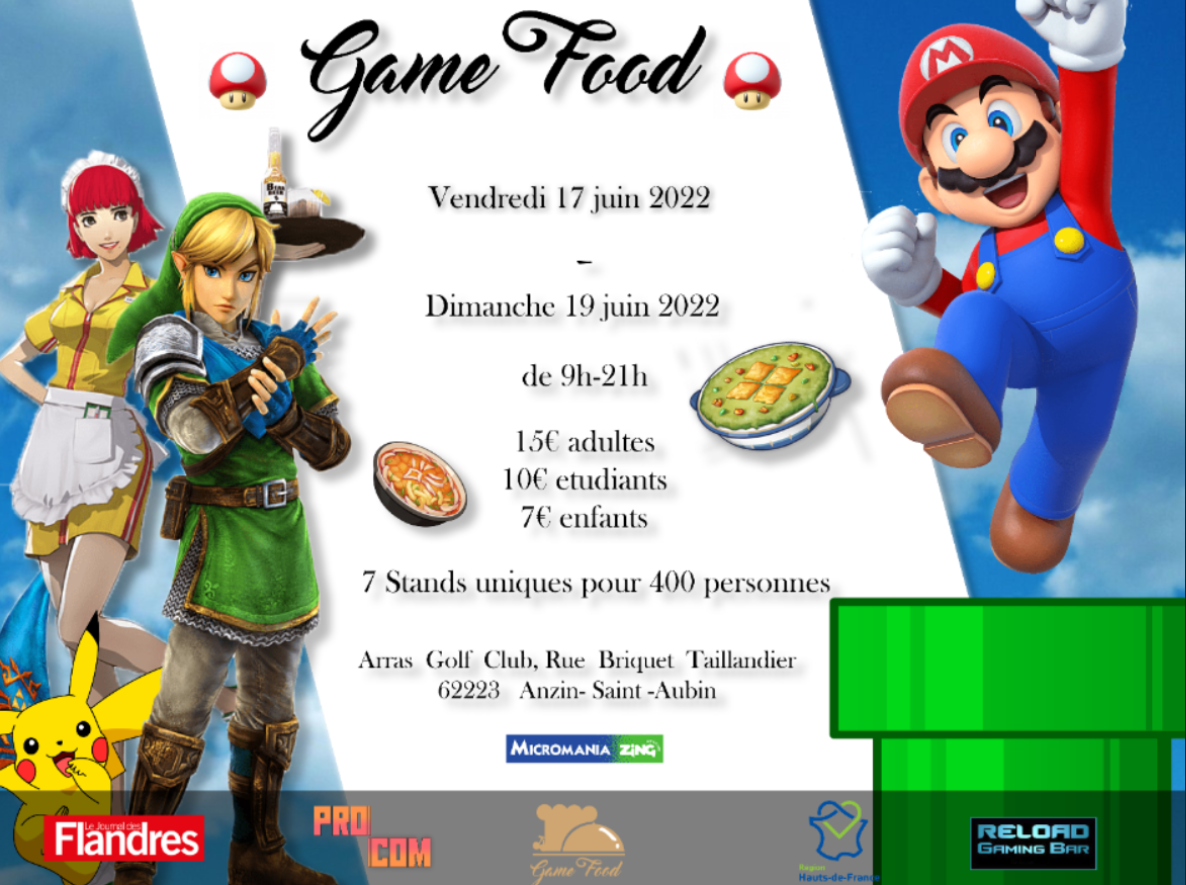 Game Food
Vendredi 17 juin 2022
-
Dimanche 19 juin 2022
de 9h-21h
15€ adultes
10€ etudiants
7€ enfants
7 Stands uniques pour 400 personnes
Arras Golf Club, Rue Briquet Taillandier
62223 Anzin- Saint -Aubin
MICROMANIA ZiNG
Le Journal des
Flandres
PRO
COM
Game Food
Région
Hauts-de-France
RELOAD
GAMING BAR
M